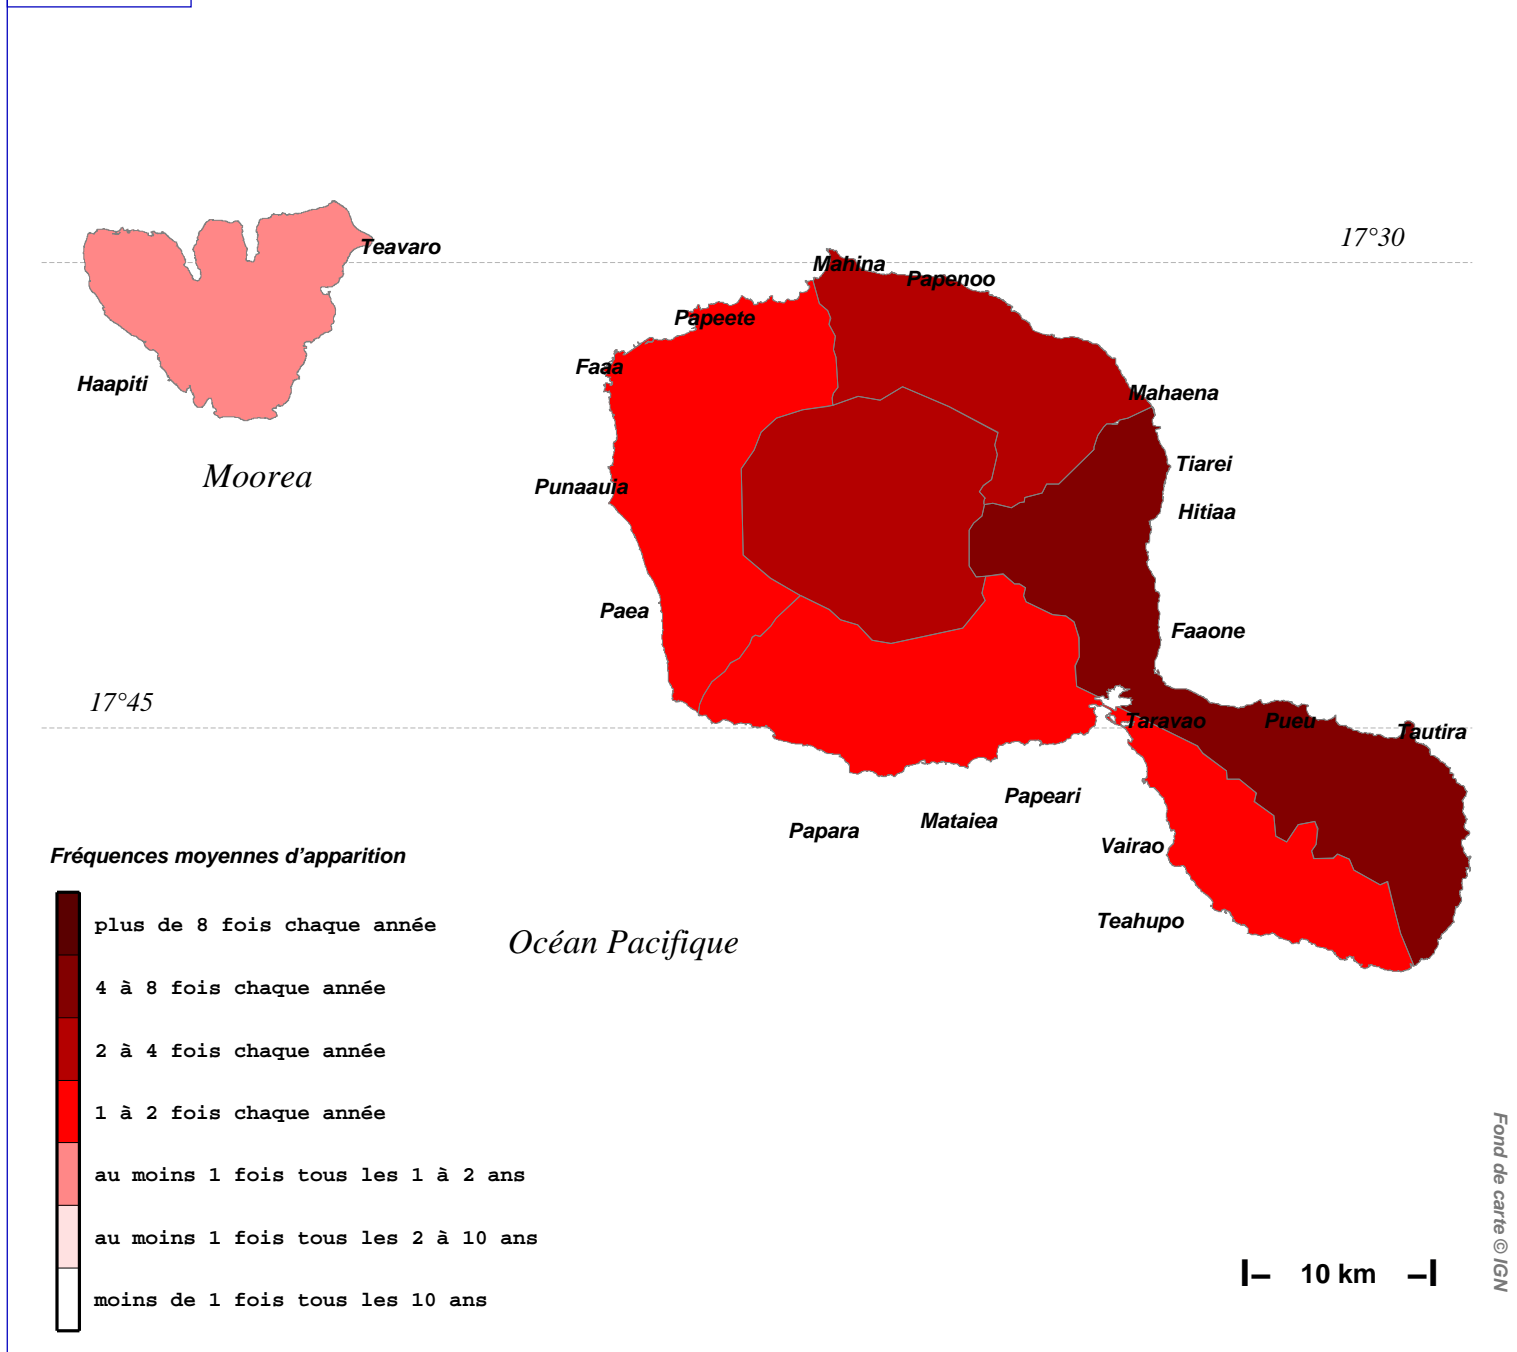 17°30
Teavaro
Mahina
Papenoo
Papeete
Faaa
Haapiti
Mahaena
Moorea
Tiarei
Punaauia
Hitiaa
Paea
Faaone
17°45
Taravao
Pueu
Tautira
Papeari
Mataiea
Papara
Vairao
Teahupo
Océan Pacifique
Fréquences moyennes d'apparition
plus de 8 fois chaque année
4 à 8 fois chaque année
2 à 4 fois chaque année
1 à 2 fois chaque année
au moins 1 fois tous les 1 à 2 ans
au moins 1 fois tous les 2 à 10 ans
moins de 1 fois tous les 10 ans
10 km
Fond de carte © IGN